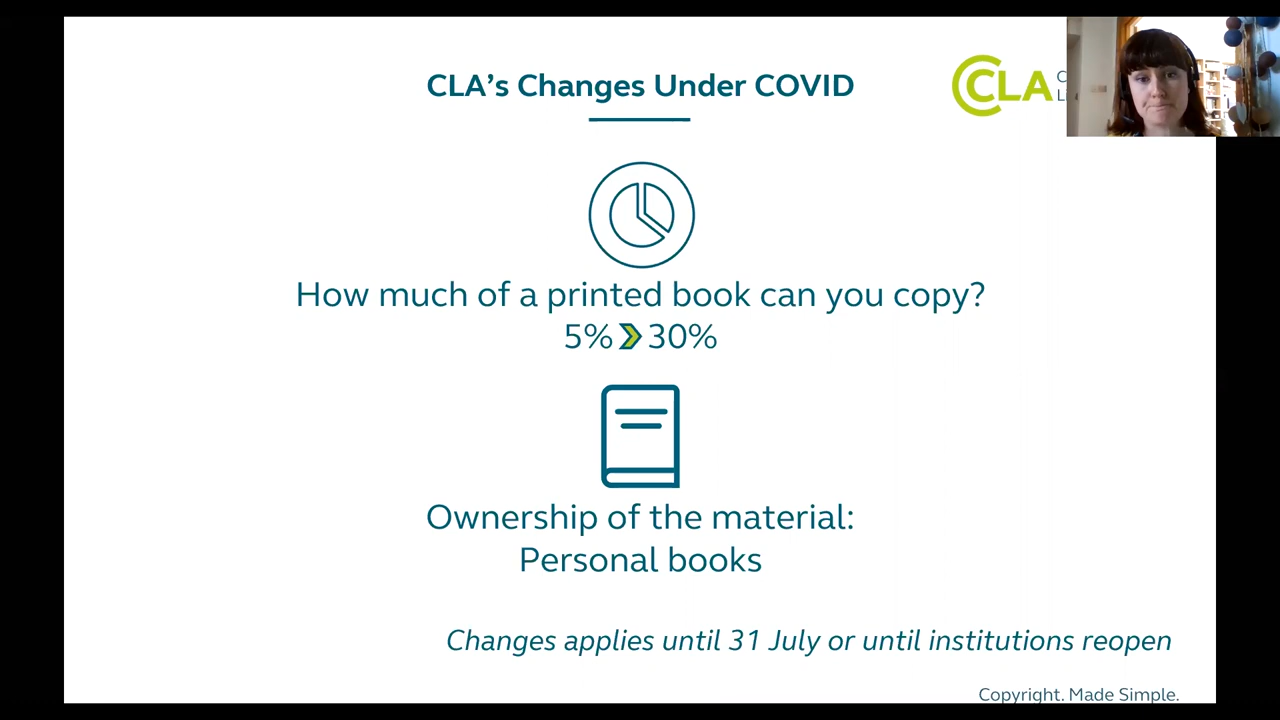 CLA's Changes Under COVID
CLA
How much of a printed book can you copy?
5% 30%
Ownership of the material:
Personal books
Changes applies until 31 July or until institutions reopen
Copyright. Made Simple.